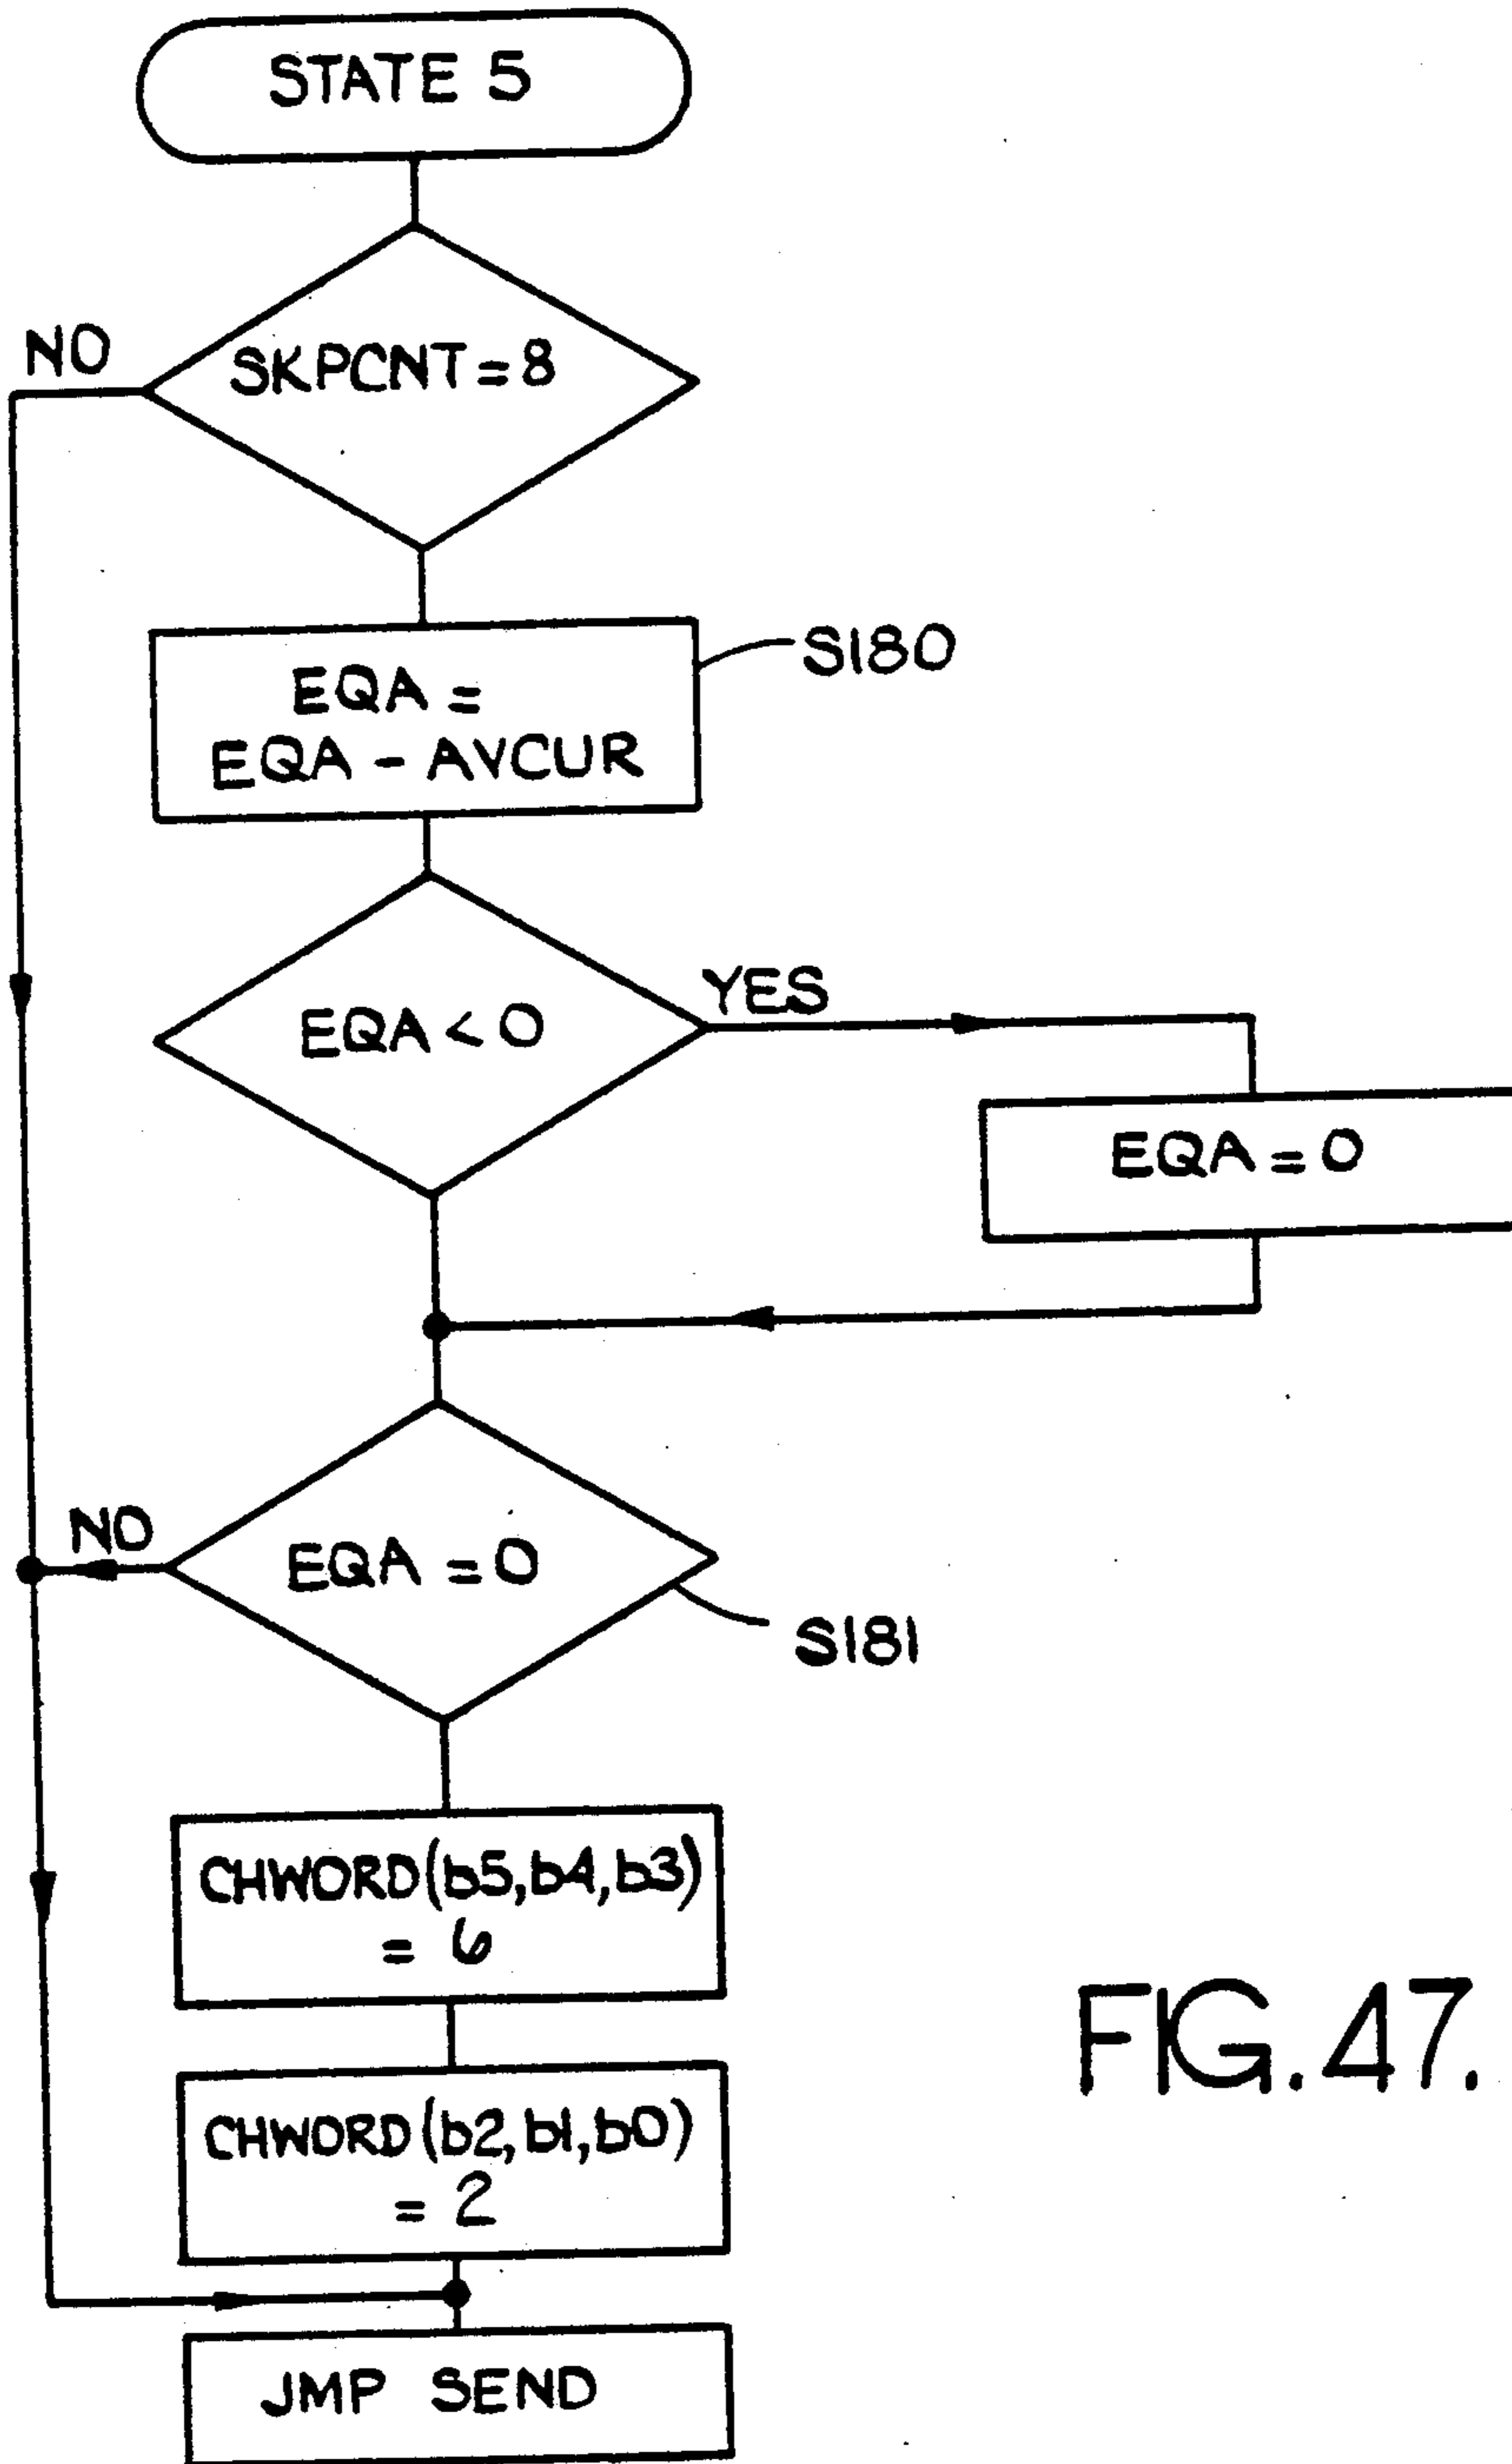 STATE 5
NO
SKPCNT = 8
S180
EQA =
EQA - AVCUR
YES
EQA < 0
EQA = 0
NO
EQA = 0
S181
CHWORD(b5,b4,b3)
= 6
CHWORD(b2,b1,b0)
= 2
JMP SEND
FIG.47.